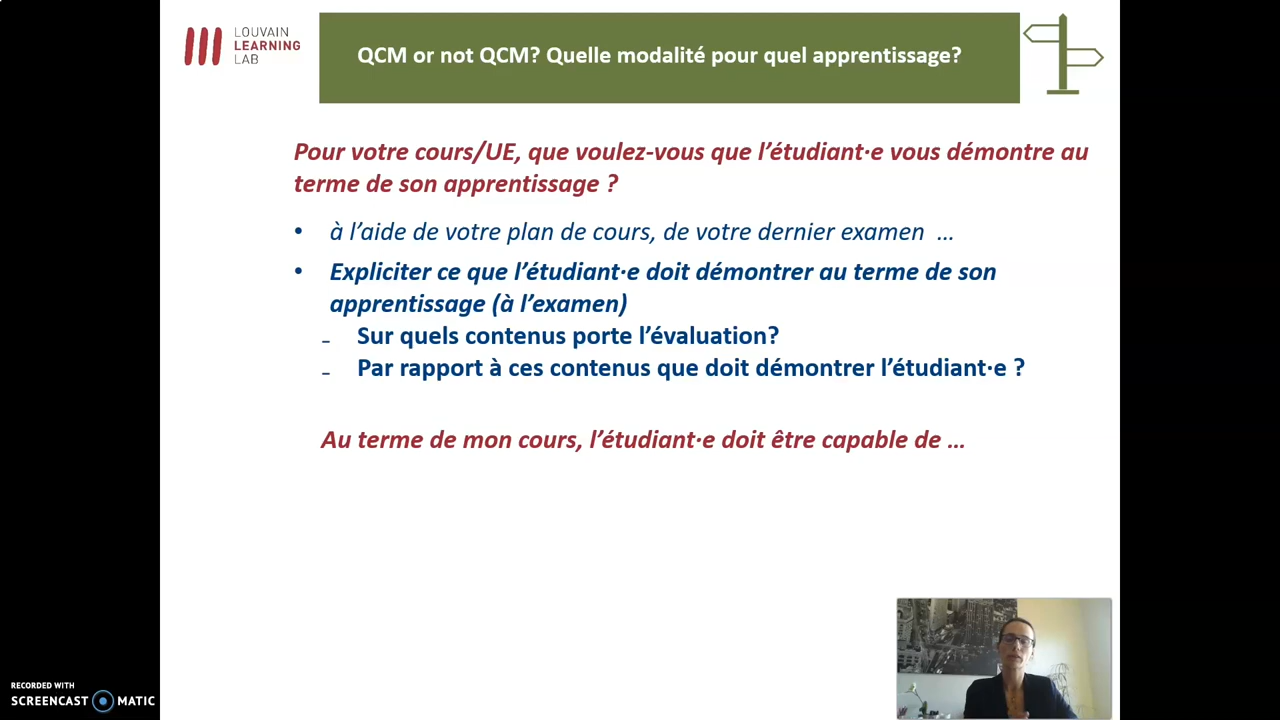 LOUVAIN
LEARNING
LAB
QCM or not QCM? Quelle modalité pour quel apprentissage?
Pour votre cours/UE, que voulez-vous que l’étudiant·e vous démontre au
terme de son apprentissage ?
• à l’aide de votre plan de cours, de votre dernier examen …
• Expliciter ce que l’étudiant·e doit démontrer au terme de son
apprentissage (à l’examen)
- Sur quels contenus porte l’évaluation?
- Par rapport à ces contenus que doit démontrer l’étudiant·e ?
Au terme de mon cours, l’étudiant·e doit être capable de …
RECORDED WITH
SCREENCAST MATIC